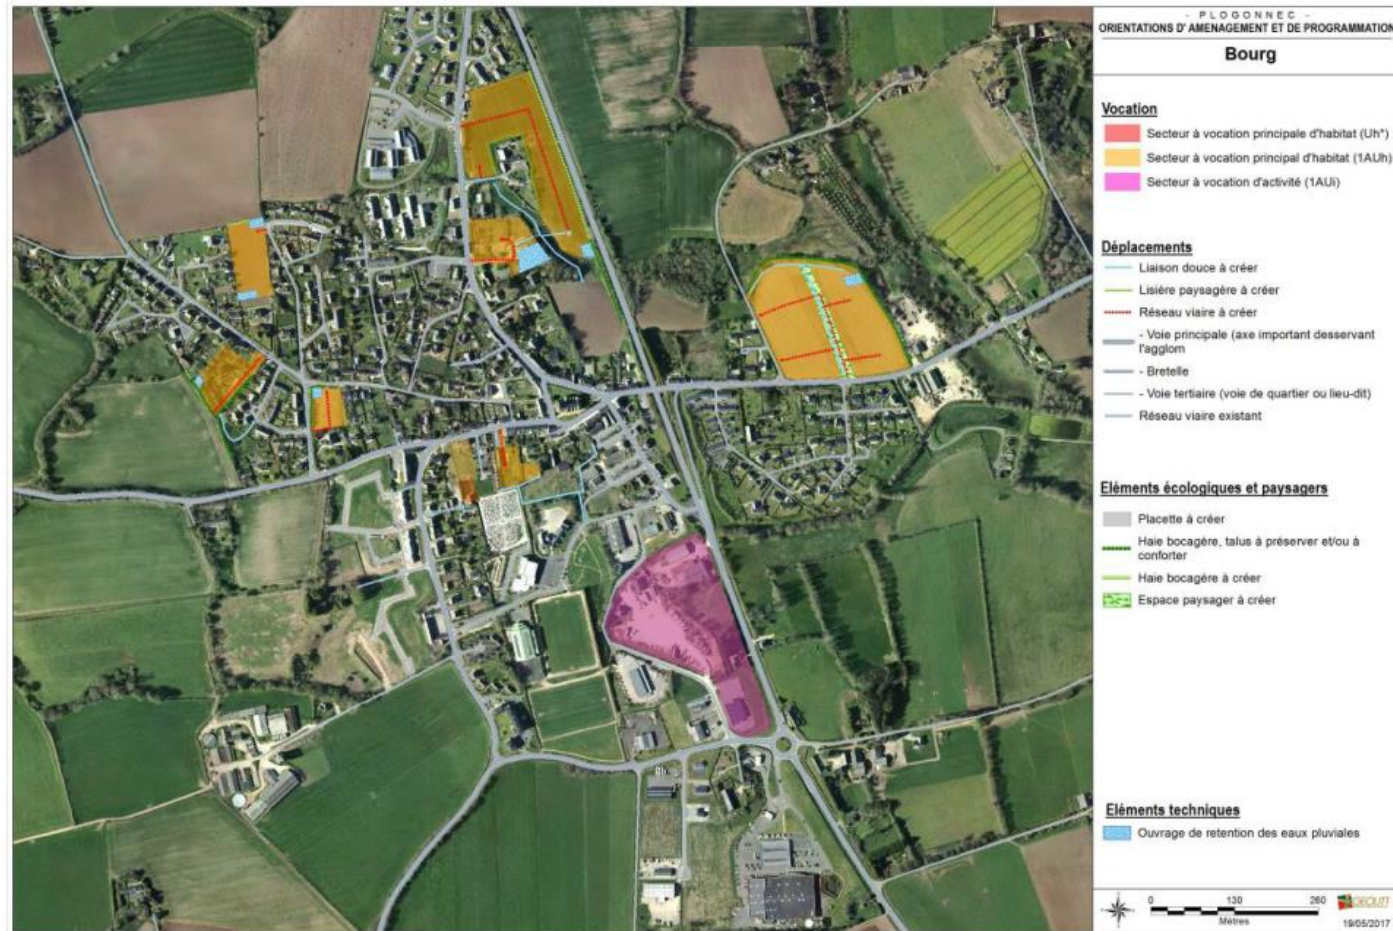 - PLOGONNEC -
ORIENTATIONS D' AMENAGEMENT ET DE PROGRAMMATION
Bourg
Vocation
Secteur à vocation principale d'habitat (Uh*)
Secteur à vocation principal d'habitat (1AUh)
Secteur à vocation d'activité (1AUi)
Déplacements
Liaison douce à créer
Lisière paysagère à créer
Réseau viaire à créer
- Voie principale (axe important desservant
l'agglom
- Bretelle
- Voie tertiaire (voie de quartier ou lieu-dit)
Réseau viaire existant
Eléments écologiques et paysagers
Placette à créer
Haie bocagère, talus à préserver et/ou à
conforter
Haie bocagère à créer
Espace paysager à créer
Eléments techniques
Ouvrage de retention des eaux pluviales
0 130 260
Mètres
GEOLITT
19/05/2017